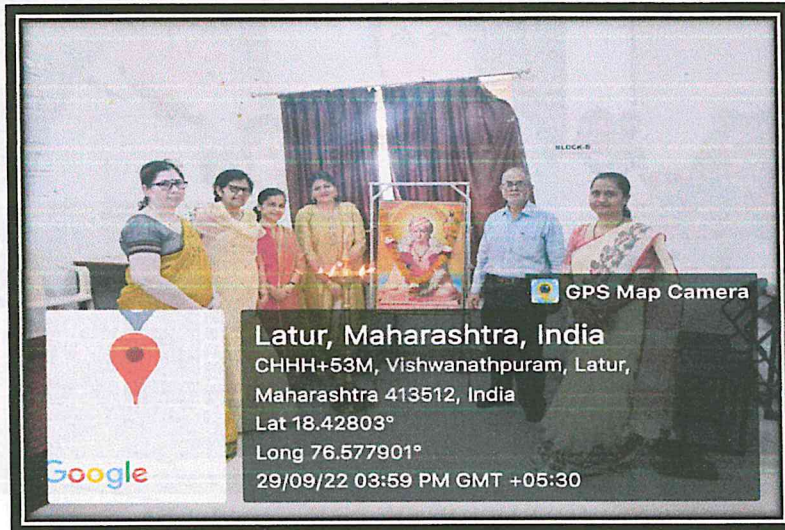 BLOCK-B
GPS Map Camera
Latur, Maharashtra, India
CHHH+53M, Vishwanathpuram, Latur,
Maharashtra 413512, India
Lat 18.42803°
Long 76.577901°
29/09/22 03:59 PM GMT +05:30
Google